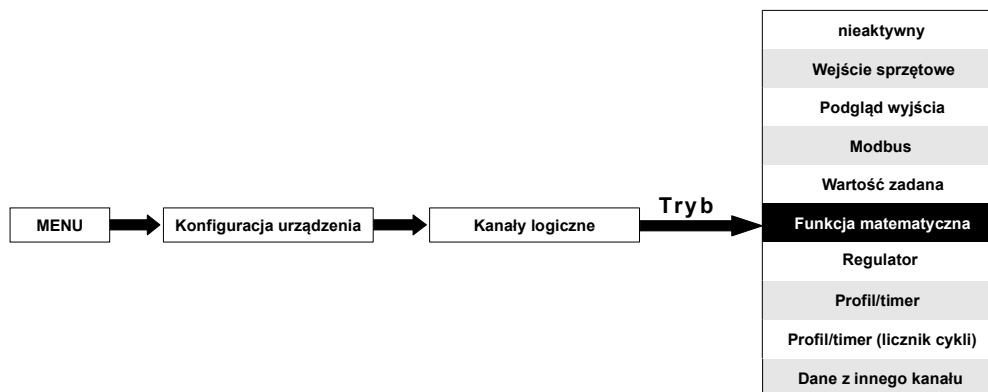 nieaktywny
Wejście sprzętowe
Podgląd wyjścia
Modbus
Wartość zadana
MENU
Konfiguracja urządzenia
Kanały logiczne
Tryb
Funkcja matematyczna
Regulator
Profil/timer
Profil/timer (licznik cykli)
Dane z innego kanału